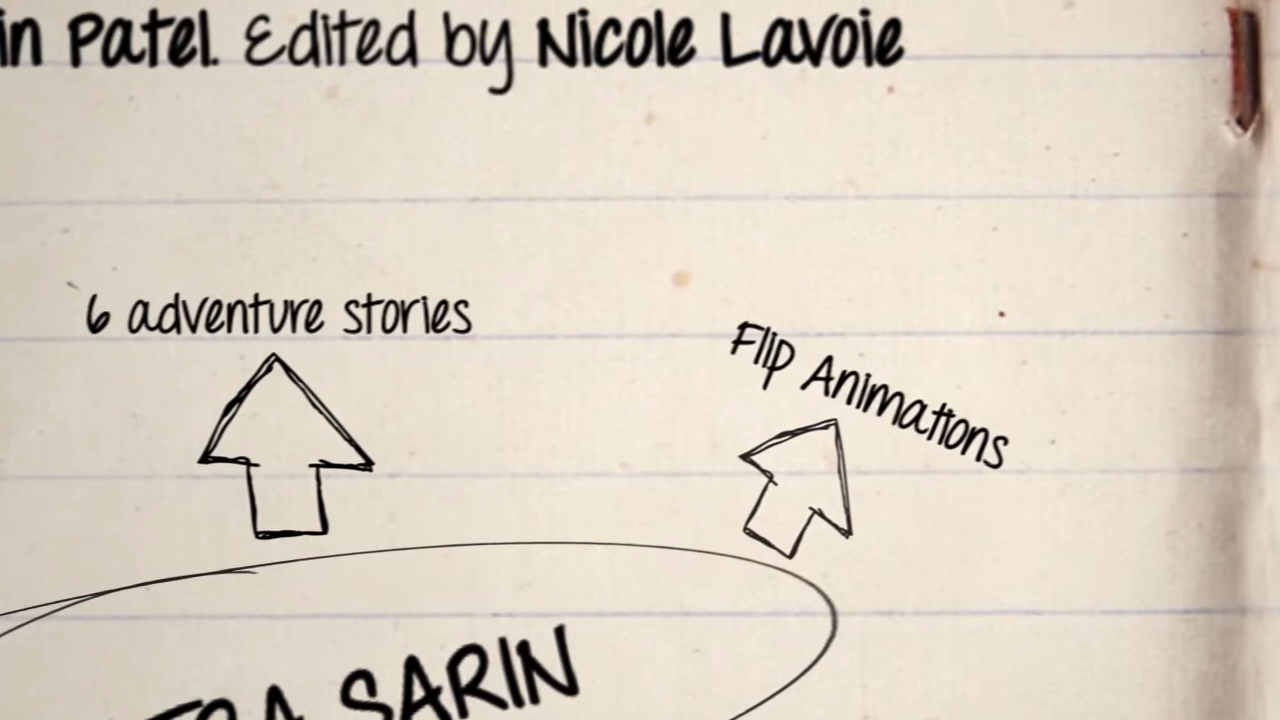 in Patel. Edited by Nicole Lavoie
6 adventure stories
Flip Animations
SARIN